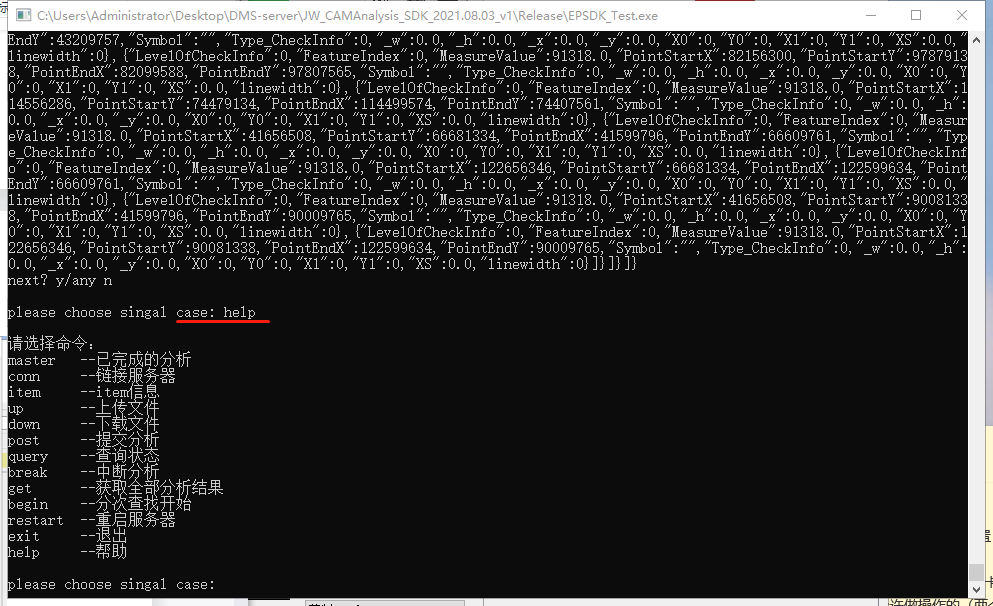 C:\Users\Administrator\Desktop\DMS-server\JW_CAMAnalysis_SDK_2021.08.03_v1\Release\EPSDK_Test.exe
EndY":43209757,"Symbol":"","Type_CheckInfo":0,"_w":0.0,"_h":0.0,"_x":0.0,"_y":0.0,"X0":0,"Y0":0,"X1":0,"Y1":0,"XS":0.0,"
linewidth":0},{"LevelOfCheckInfo":0,"FeatureIndex":0,"MeasureValue":91318.0,"PointStartX":82156300,"PointStartY":9787913
8,"PointEndX":82099588,"PointEndY":97807565,"Symbol":"","Type_CheckInfo":0,"_w":0.0,"_h":0.0,"_x":0.0,"_y":0.0,"X0":0,"Y
0":0,"X1":0,"Y1":0,"XS":0.0,"linewidth":0},{"LevelOfCheckInfo":0,"FeatureIndex":0,"MeasureValue":91318.0,"PointStartX":1
14556286,"PointStartY":74479134,"PointEndX":114499574,"PointEndY":74407561,"Symbol":"","Type_CheckInfo":0,"_w":0.0,"_h":
0.0,"_x":0.0,"_y":0.0,"X0":0,"Y0":0,"X1":0,"Y1":0,"XS":0.0,"linewidth":0},{"LevelOfCheckInfo":0,"FeatureIndex":0,"Measur
eValue":91318.0,"PointStartX":41656508,"PointStartY":66681334,"PointEndX":41599796,"PointEndY":66609761,"Symbol":"","Typ
e_CheckInfo":0,"_w":0.0,"_h":0.0,"_x":0.0,"_y":0.0,"X0":0,"Y0":0,"X1":0,"Y1":0,"XS":0.0,"linewidth":0},{"LevelOfCheckInf
o":0,"FeatureIndex":0,"MeasureValue":91318.0,"PointStartX":122656346,"PointStartY":66681334,"PointEndX":122599634,"Point
EndY":66609761,"Symbol":"","Type_CheckInfo":0,"_w":0.0,"_h":0.0,"_x":0.0,"_y":0.0,"X0":0,"Y0":0,"X1":0,"Y1":0,"XS":0.0,"
linewidth":0},{"LevelOfCheckInfo":0,"FeatureIndex":0,"MeasureValue":91318.0,"PointStartX":41656508,"PointStartY":9008133
8,"PointEndX":41599796,"PointEndY":90009765,"Symbol":"","Type_CheckInfo":0,"_w":0.0,"_h":0.0,"_x":0.0,"_y":0.0,"X0":0,"Y
0":0,"X1":0,"Y1":0,"XS":0.0,"linewidth":0},{"LevelOfCheckInfo":0,"FeatureIndex":0,"MeasureValue":91318.0,"PointStartX":1
22656346,"PointStartY":90081338,"PointEndX":122599634,"PointEndY":90009765,"Symbol":"","Type_CheckInfo":0,"_w":0.0,"_h":
0.0,"_x":0.0,"_y":0.0,"X0":0,"Y0":0,"X1":0,"Y1":0,"XS":0.0,"linewidth":0}]}]}]}
next? y/any n
please choose singal case: help
请选择命令:
master --已完成的分析
conn --链接服务器
item --item信息
up --上传文件
down --下载文件
post --提交分析
query --查询状态
break --中断分析
get --获取全部分析结果
begin --分次查找开始
restart --重启服务器
exit --退出
help --帮助
please choose singal case: